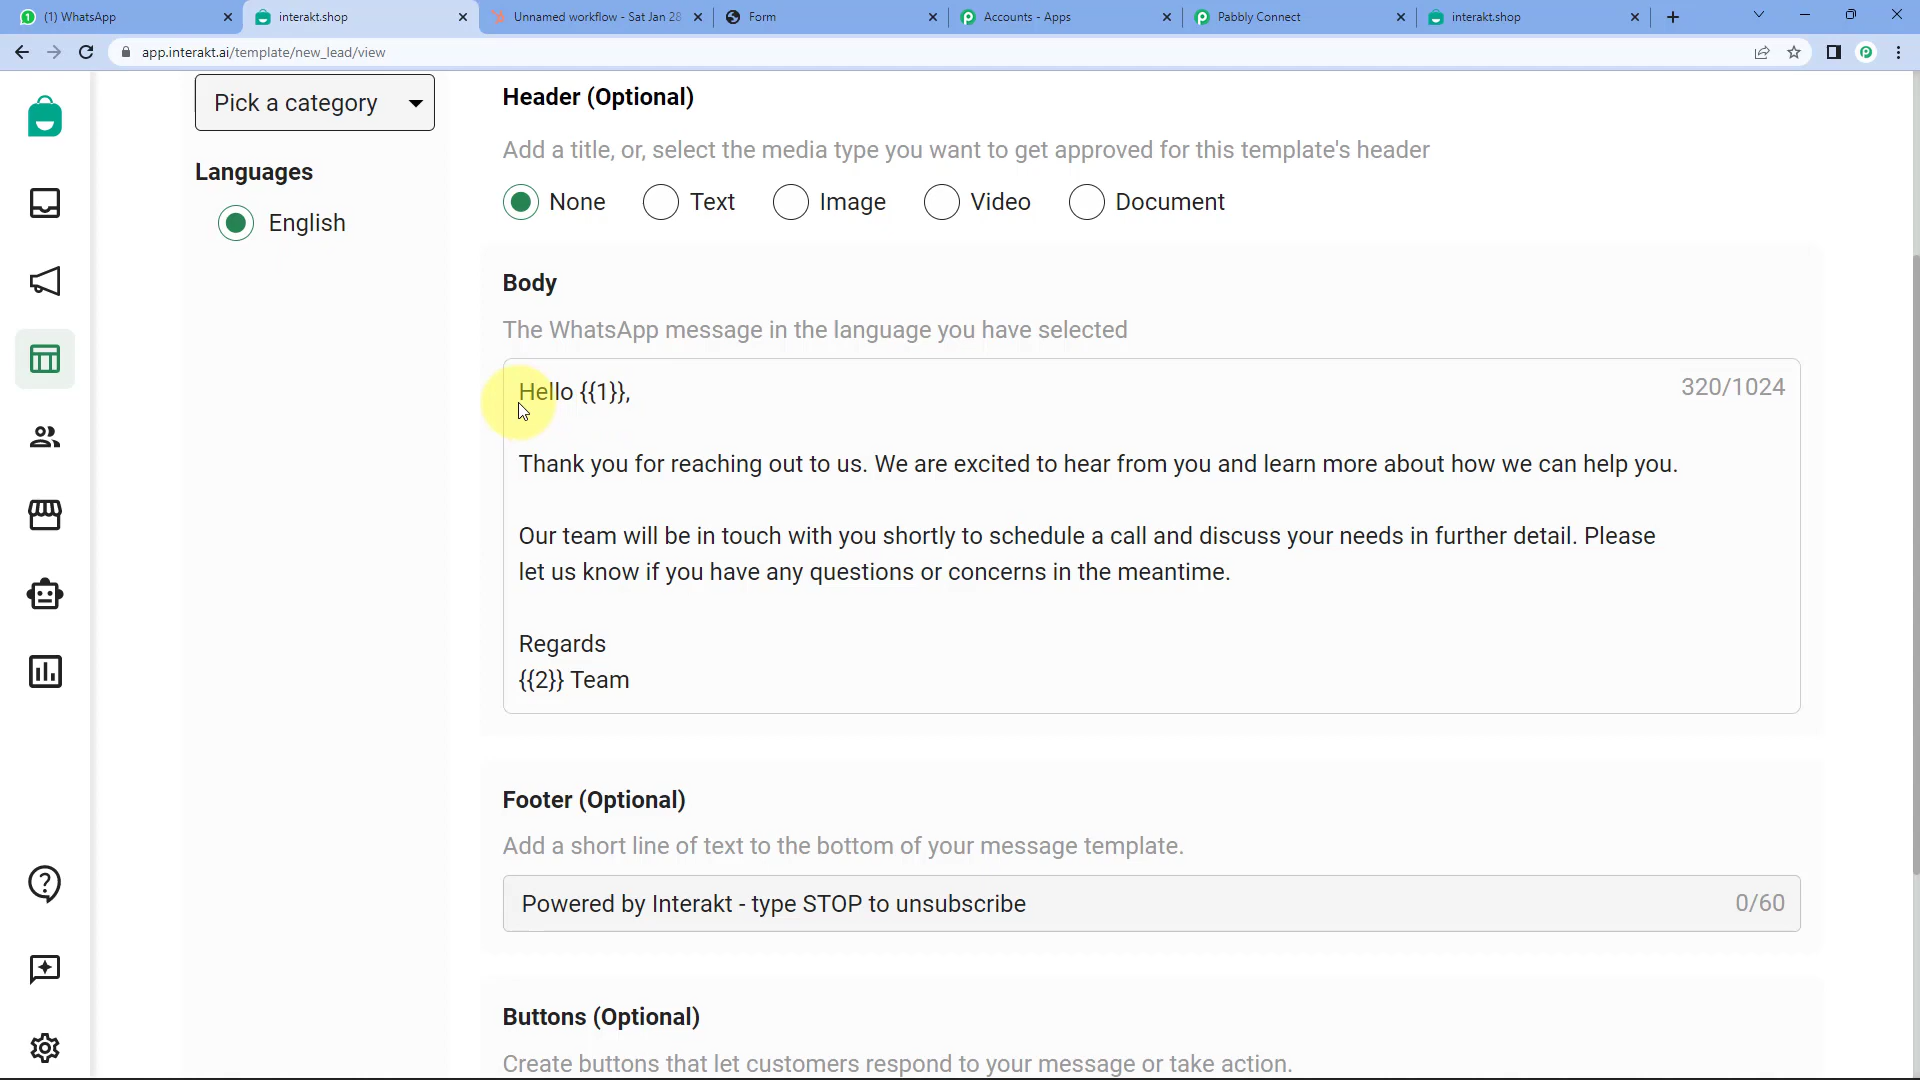 (1) WhatsApp
interakt.shop
Unnamed workflow - Sat Jan 28
Form
Accounts - Apps
Pabbly Connect
interakt.shop
app.interakt.ai/template/new_lead/view
Pick a category
Languages
English
Header (Optional)
Add a title, or, select the media type you want to get approved for this template's header
None Text Image Video Document
Body
The WhatsApp message in the language you have selected
320/1024
Hello {{1}},
Thank you for reaching out to us. We are excited to hear from you and learn more about how we can help you.
Our team will be in touch with you shortly to schedule a call and discuss your needs in further detail. Please
let us know if you have any questions or concerns in the meantime.
Regards
{{2}} Team
Footer (Optional)
Add a short line of text to the bottom of your message template.
Powered by Interakt - type STOP to unsubscribe 0/60
Buttons (Optional)
Create buttons that let customers respond to your message or take action.